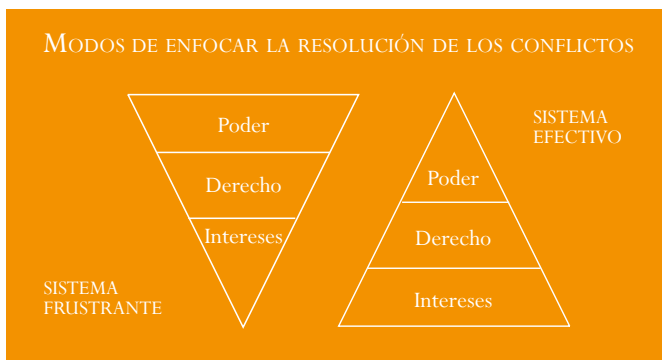 MODOS DE ENFOCAR LA RESOLUCIÓN DE LOS CONFLICTOS
Poder
Derecho
Intereses
SISTEMA
FRUSTRANTE
SISTEMA
EFECTIVO
Poder
Derecho
Intereses